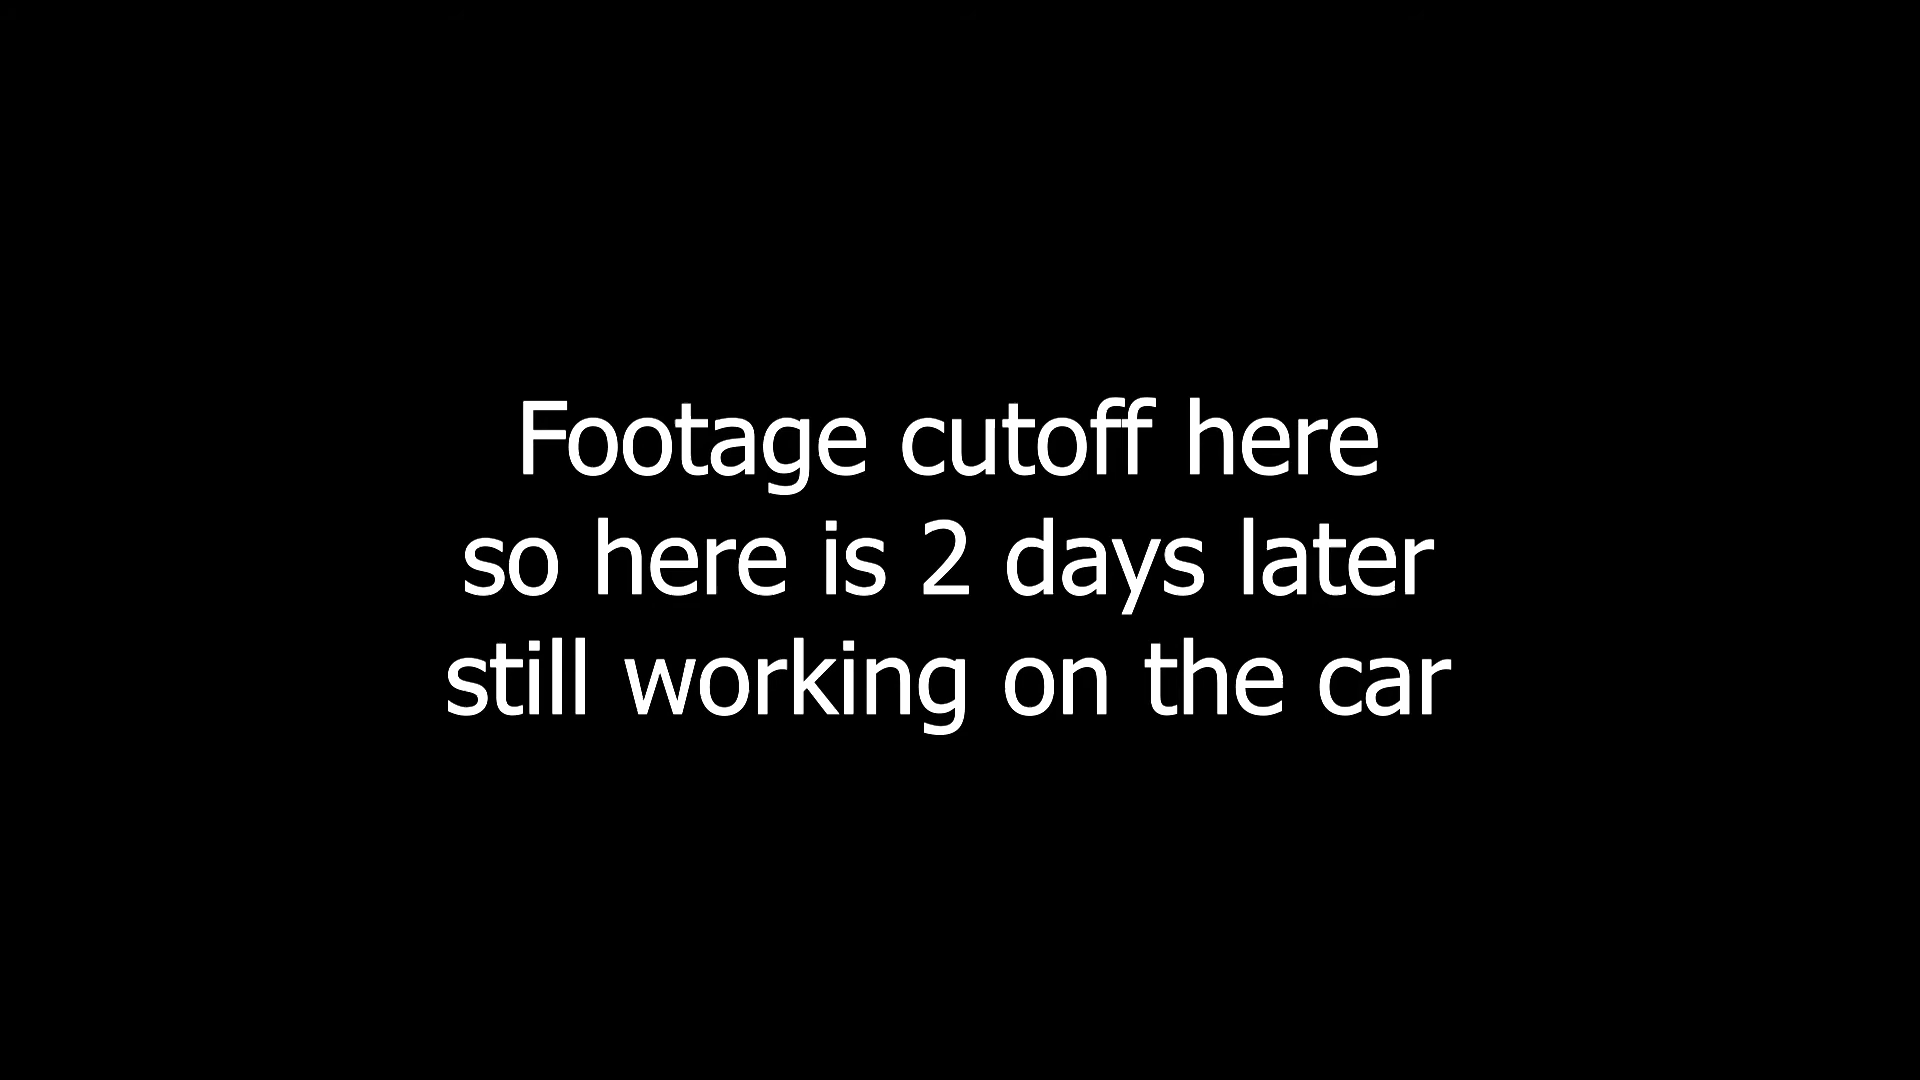 Footage cutoff here
so here is 2 days later
still working on the car